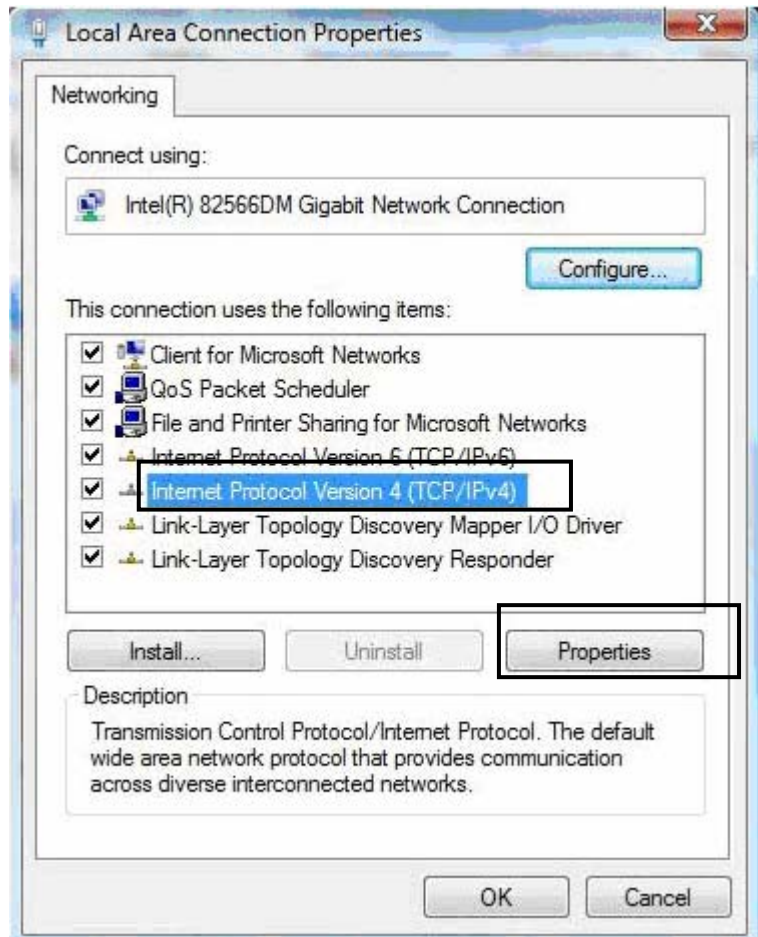 Local Area Connection Properties
Networking
Connect using:
Intel(R) 82566DM Gigabit Network Connection
Configure...
This connection uses the following items:
Client for Microsoft Networks
QoS Packet Scheduler
File and Printer Sharing for Microsoft Networks
Internet Protocol Version 6 (TCP/IPv6)
Internet Protocol Version 4 (TCP/IPv4)
Link-Layer Topology Discovery Mapper I/O Driver
Link-Layer Topology Discovery Responder
Install... Uninstall Properties
Description
Transmission Control Protocol/Internet Protocol. The default
wide area network protocol that provides communication
across diverse interconnected networks.
OK Cancel